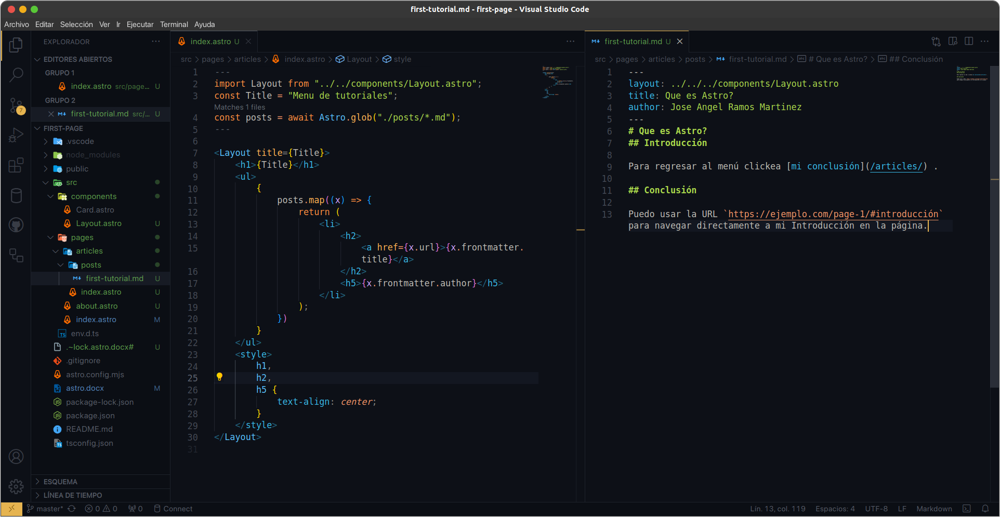 first-tutorial.md - first-page - Visual Studio Code
Archivo Editar Selección Ver Ir Ejecutar Terminal Ayuda
EXPLORADOR
EDITORES ABIERTOS
GRUPO 1
index.astro src/page... U
GRUPO 2
first-tutorial.md src/... U
FIRST-PAGE
.vscode
node_modules
public
src
components
Card.astro
Layout.astro U
pages
articles
posts
first-tutorial.md U
index.astro U
about.astro U
index.astro M
env.d.ts
.~lock.astro.docx# U
.gitignore
astro.config.mjs
astro.docx M
package-lock.json
package.json
README.md
tsconfig.json
ESQUEMA
LÍNEA DE TIEMPO
7
index.astro U
src > pages > articles > index.astro > Layout > style
1 ---
2 import Layout from "../../components/Layout.astro";
3 const Title = "Menu de tutoriales";
Matches 1 files
4 const posts = await Astro.glob("./posts/*.md");
5 ---
6
7 <Layout title={Title}>
8 <h1>{Title}</h1>
9 <ul>
10 {
11 posts.map((x) => {
12 return (
13 <li>
14 <h2>
15 <a href={x.url}>{x.frontmatter.
title}</a>
16 </h2>
17 <h5>{x.frontmatter.author}</h5>
18 </li>
19 );
20 })
21 }
22 </ul>
23 <style>
24 h1,
25 h2,
26 h5 {
27 text-align: center;
28 }
29 </style>
30 </Layout>
31
first-tutorial.md U
src > pages > articles > posts > first-tutorial.md > # Que es Astro? > ## Conclusión
1 ---
2 layout: ../../../components/Layout.astro
3 title: Que es Astro?
4 author: Jose Angel Ramos Martinez
5 ---
6 # Que es Astro?
7 ## Introducción
8
9 Para regresar al menú clickea [mi conclusión](/articles/) .
10
11 ## Conclusión
12
13 Puedo usar la URL `https://ejemplo.com/page-1/#introducción`
para navegar directamente a mi Introducción en la página.
master* 0 0 0 Connect
Lín. 13, col. 119 Espacios: 4 UTF-8 LF Markdown